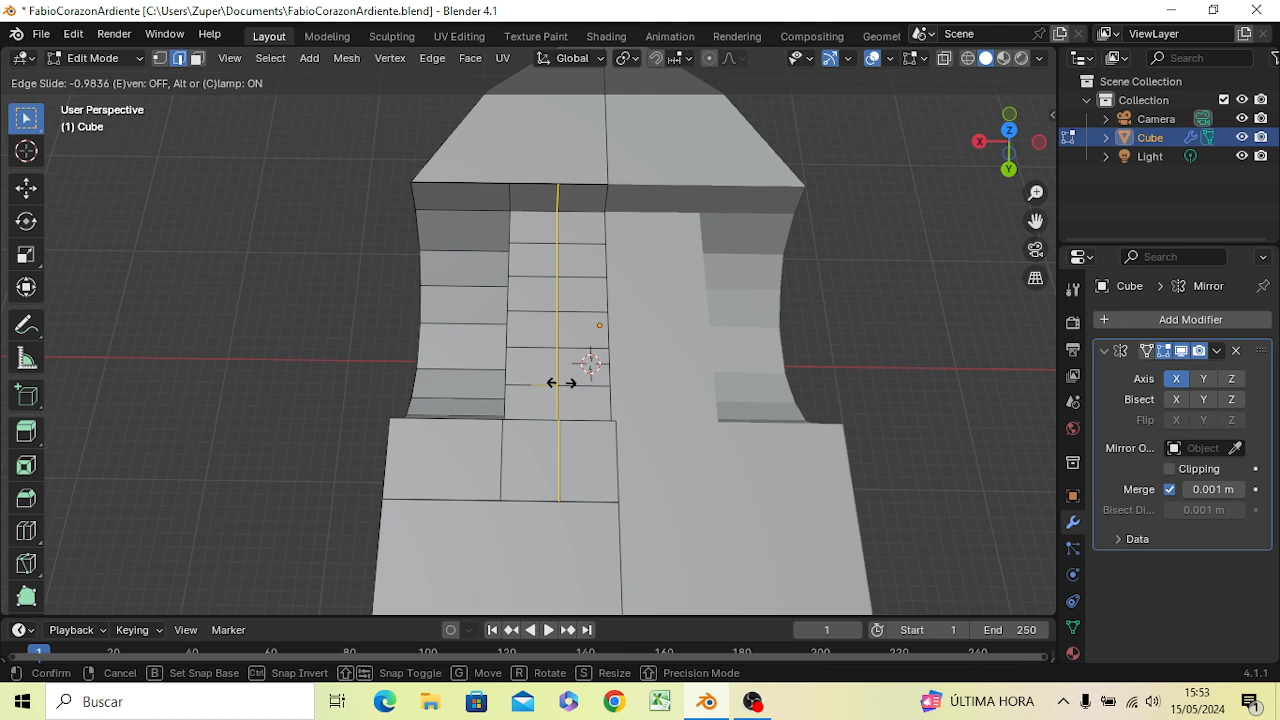 * FabioCorazonArdiente [C:\Users\Zuper\Documents\FabioCorazonArdiente.blend] - Blender 4.1
File Edit Render Window Help Layout Modeling Sculpting UV Editing Texture Paint Shading Animation Rendering Compositing Geomet Scene ViewLayer
Edit Mode View Select Add Mesh Vertex Edge Face UV Global Search
Edge Slide: -0.9836 (E)ven: OFF, Alt or (C)lamp: ON
User Perspective
(1) Cube
Scene Collection
Collection
Camera
Cube
Light
X Z Y
Search
Cube Mirror
Add Modifier
Axis X Y Z
Bisect X Y Z
Flip X Y Z
Mirror O... Object
Clipping
Merge 0.001 m
Bisect Di... 0.001 m
Data
Playback Keying View Marker 1 Start 1 End 250
1 20 40 60 80 100 120 140 160 180 200 220 240
Confirm Cancel B Set Snap Base Ctrl Snap Invert Snap Toggle G Move R Rotate S Resize Precision Mode 4.1.1
Buscar ÚLTIMA HORA 15:53
15/05/2024 1